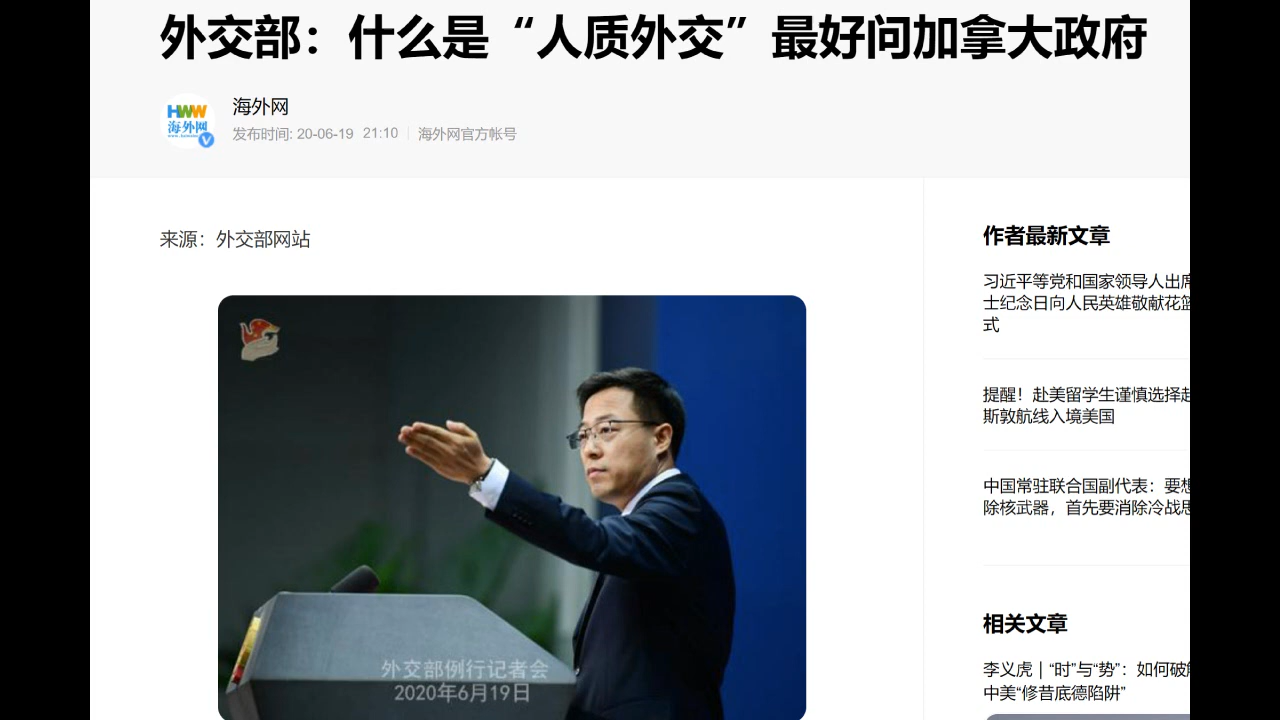 外交部：什么是“人质外交”最好问加拿大政府
HWW
海外网
海外网
发布时间: 20-06-19 21:10 海外网官方帐号
来源：外交部网站
外交部例行记者会
2020年6月19日
作者最新文章
习近平等党和国家领导人出席
士纪念日向人民英雄敬献花篮
式
提醒！赴美留学生谨慎选择赴
斯敦航线入境美国
中国常驻联合国副代表：要想
除核武器，首先要消除冷战思
相关文章
李义虎 | “时”与“势”：如何破解
中美“修昔底德陷阱”